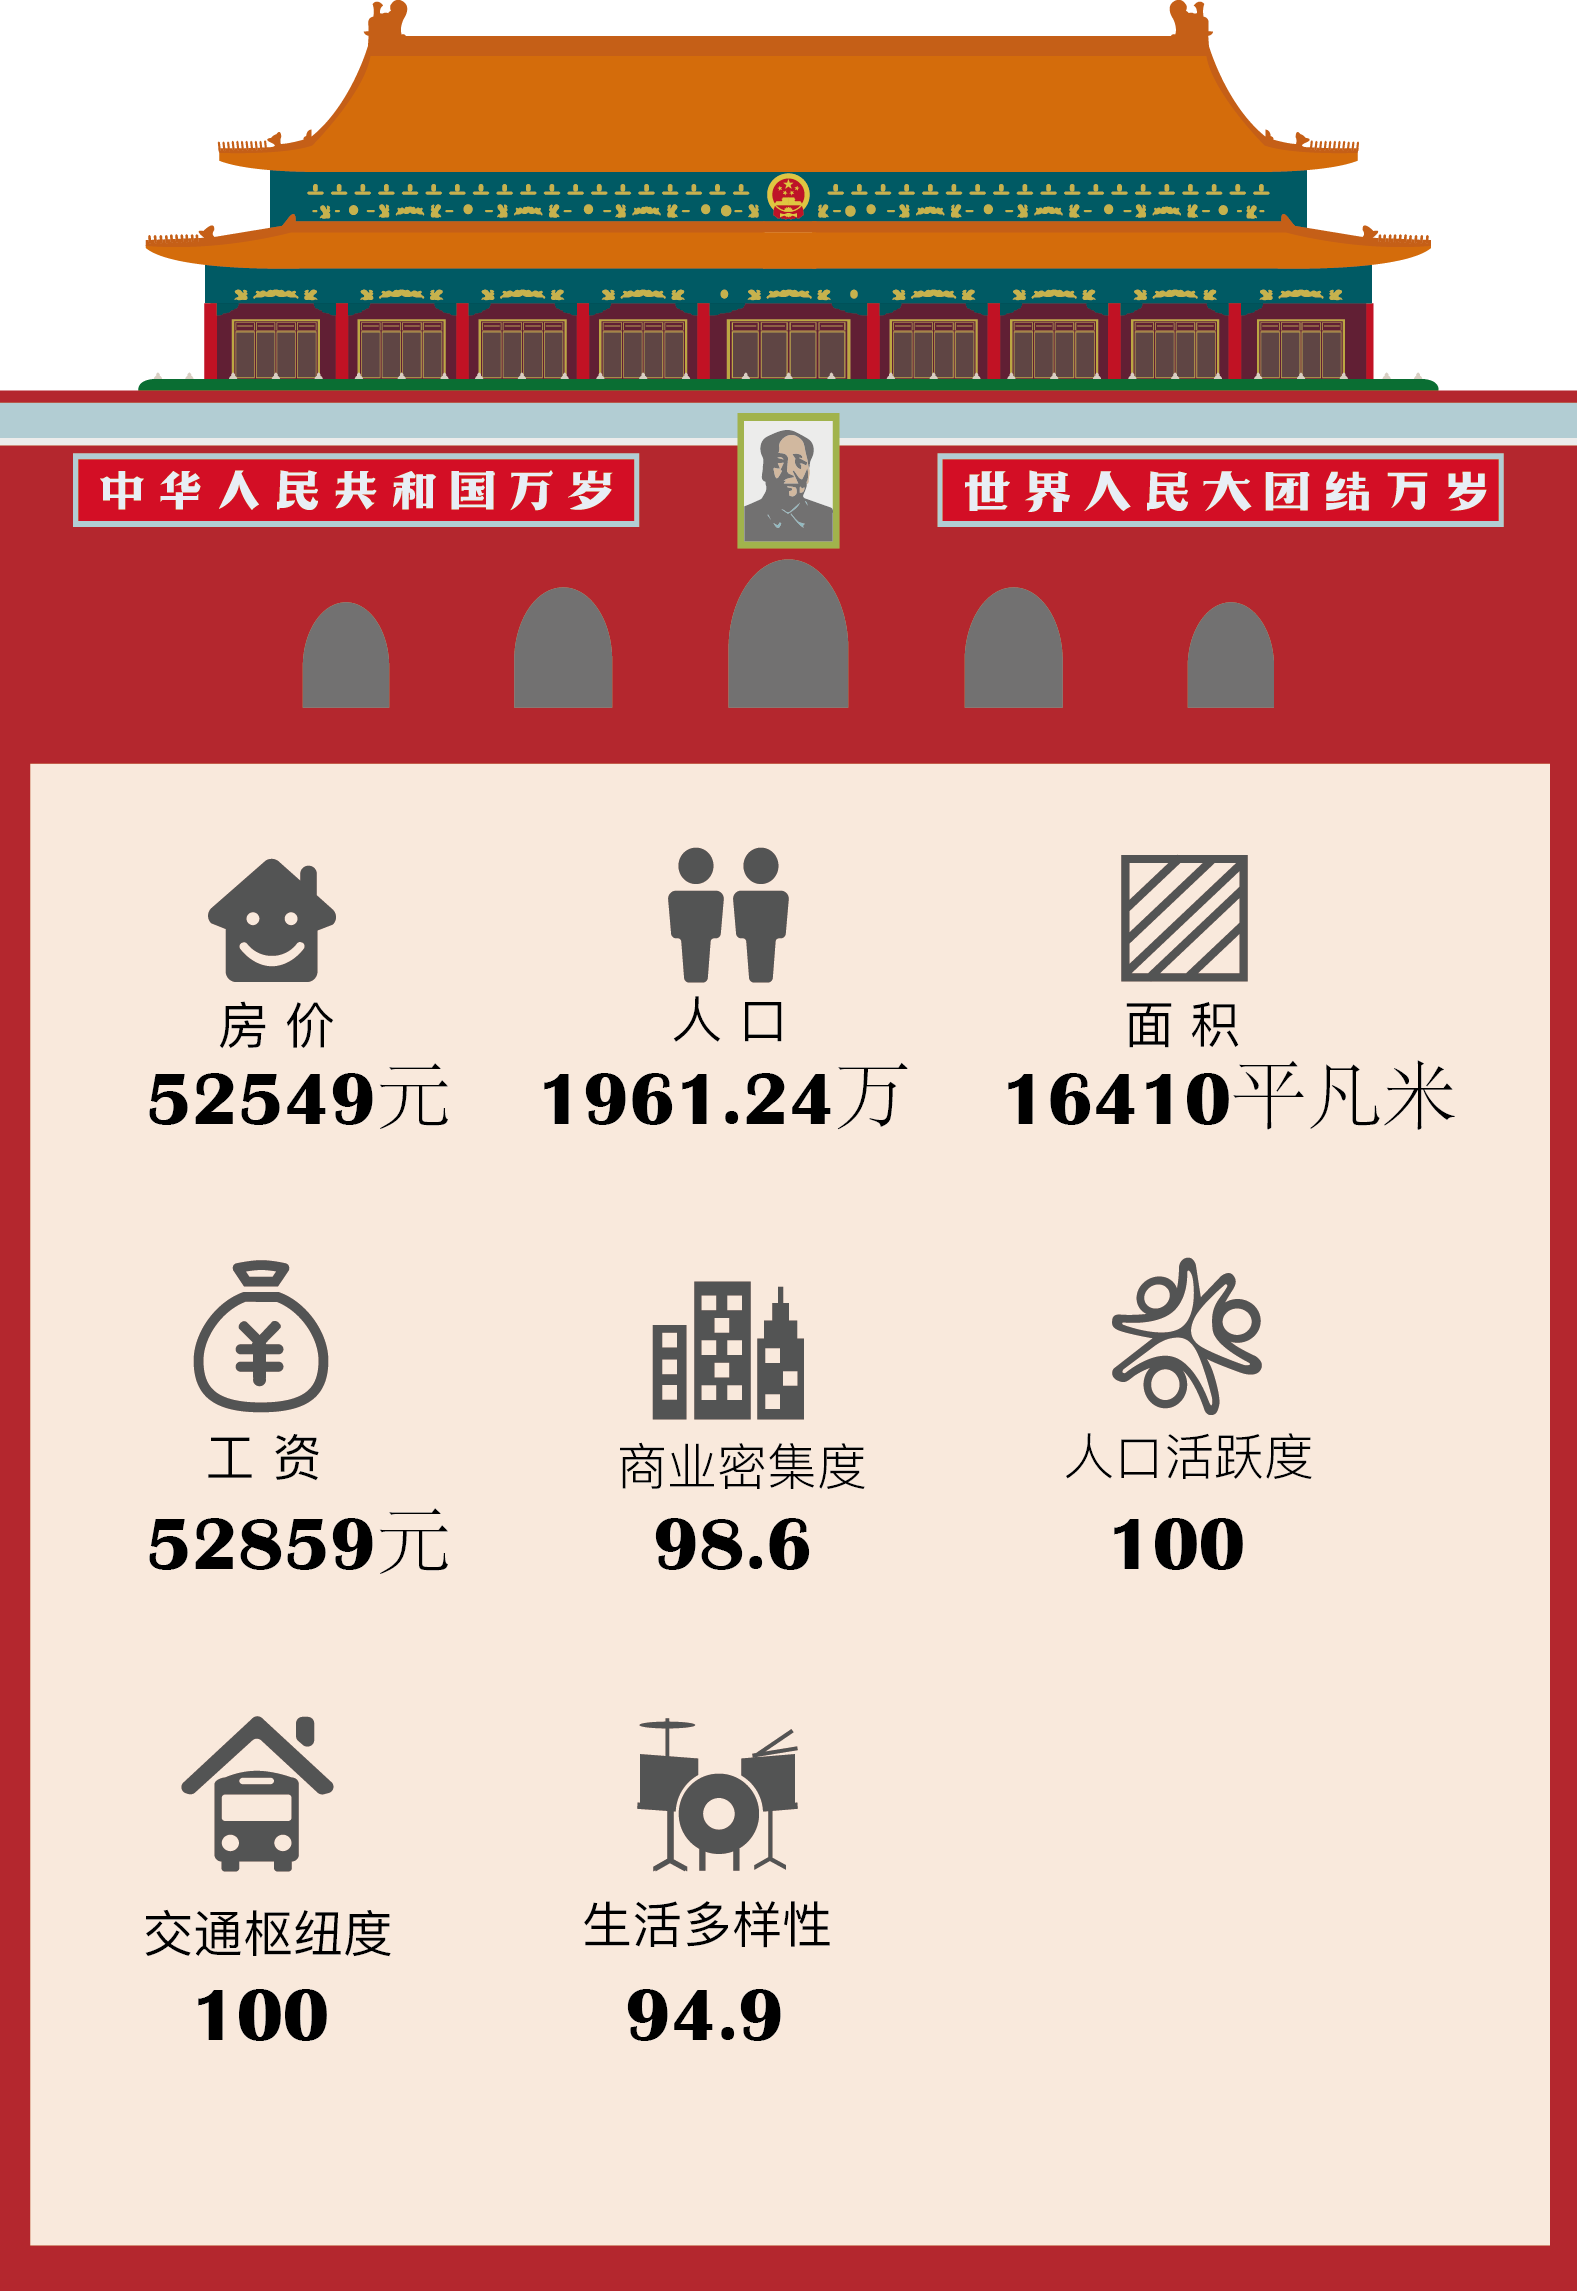 中华人民共和国万岁
世界人民大团结万岁
房价
人口
面积
52549元
1961.24万
16410平凡米
工资
商业密集度
人口活跃度
52859元
98.6
100
交通枢纽度
生活多样性
100
94.9